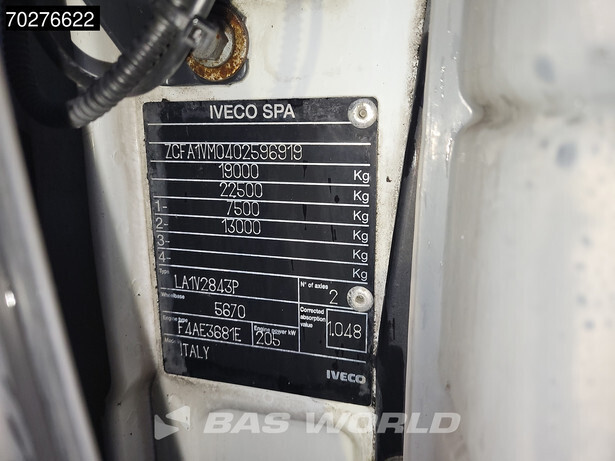 70276622
IVECO SPA
ZCFA1VM0402596919
19000 Kg
22500 Kg
1- 7500 Kg
2- 13000 Kg
3- Kg
4- Kg
Type LA1V2843P N° of axles 2
Wheelbase 5670 Corrected absorption value 1.048
Engine type F4AE3681E Engine power kW 205
Made in ITALY
IVECO
BAS WORLD